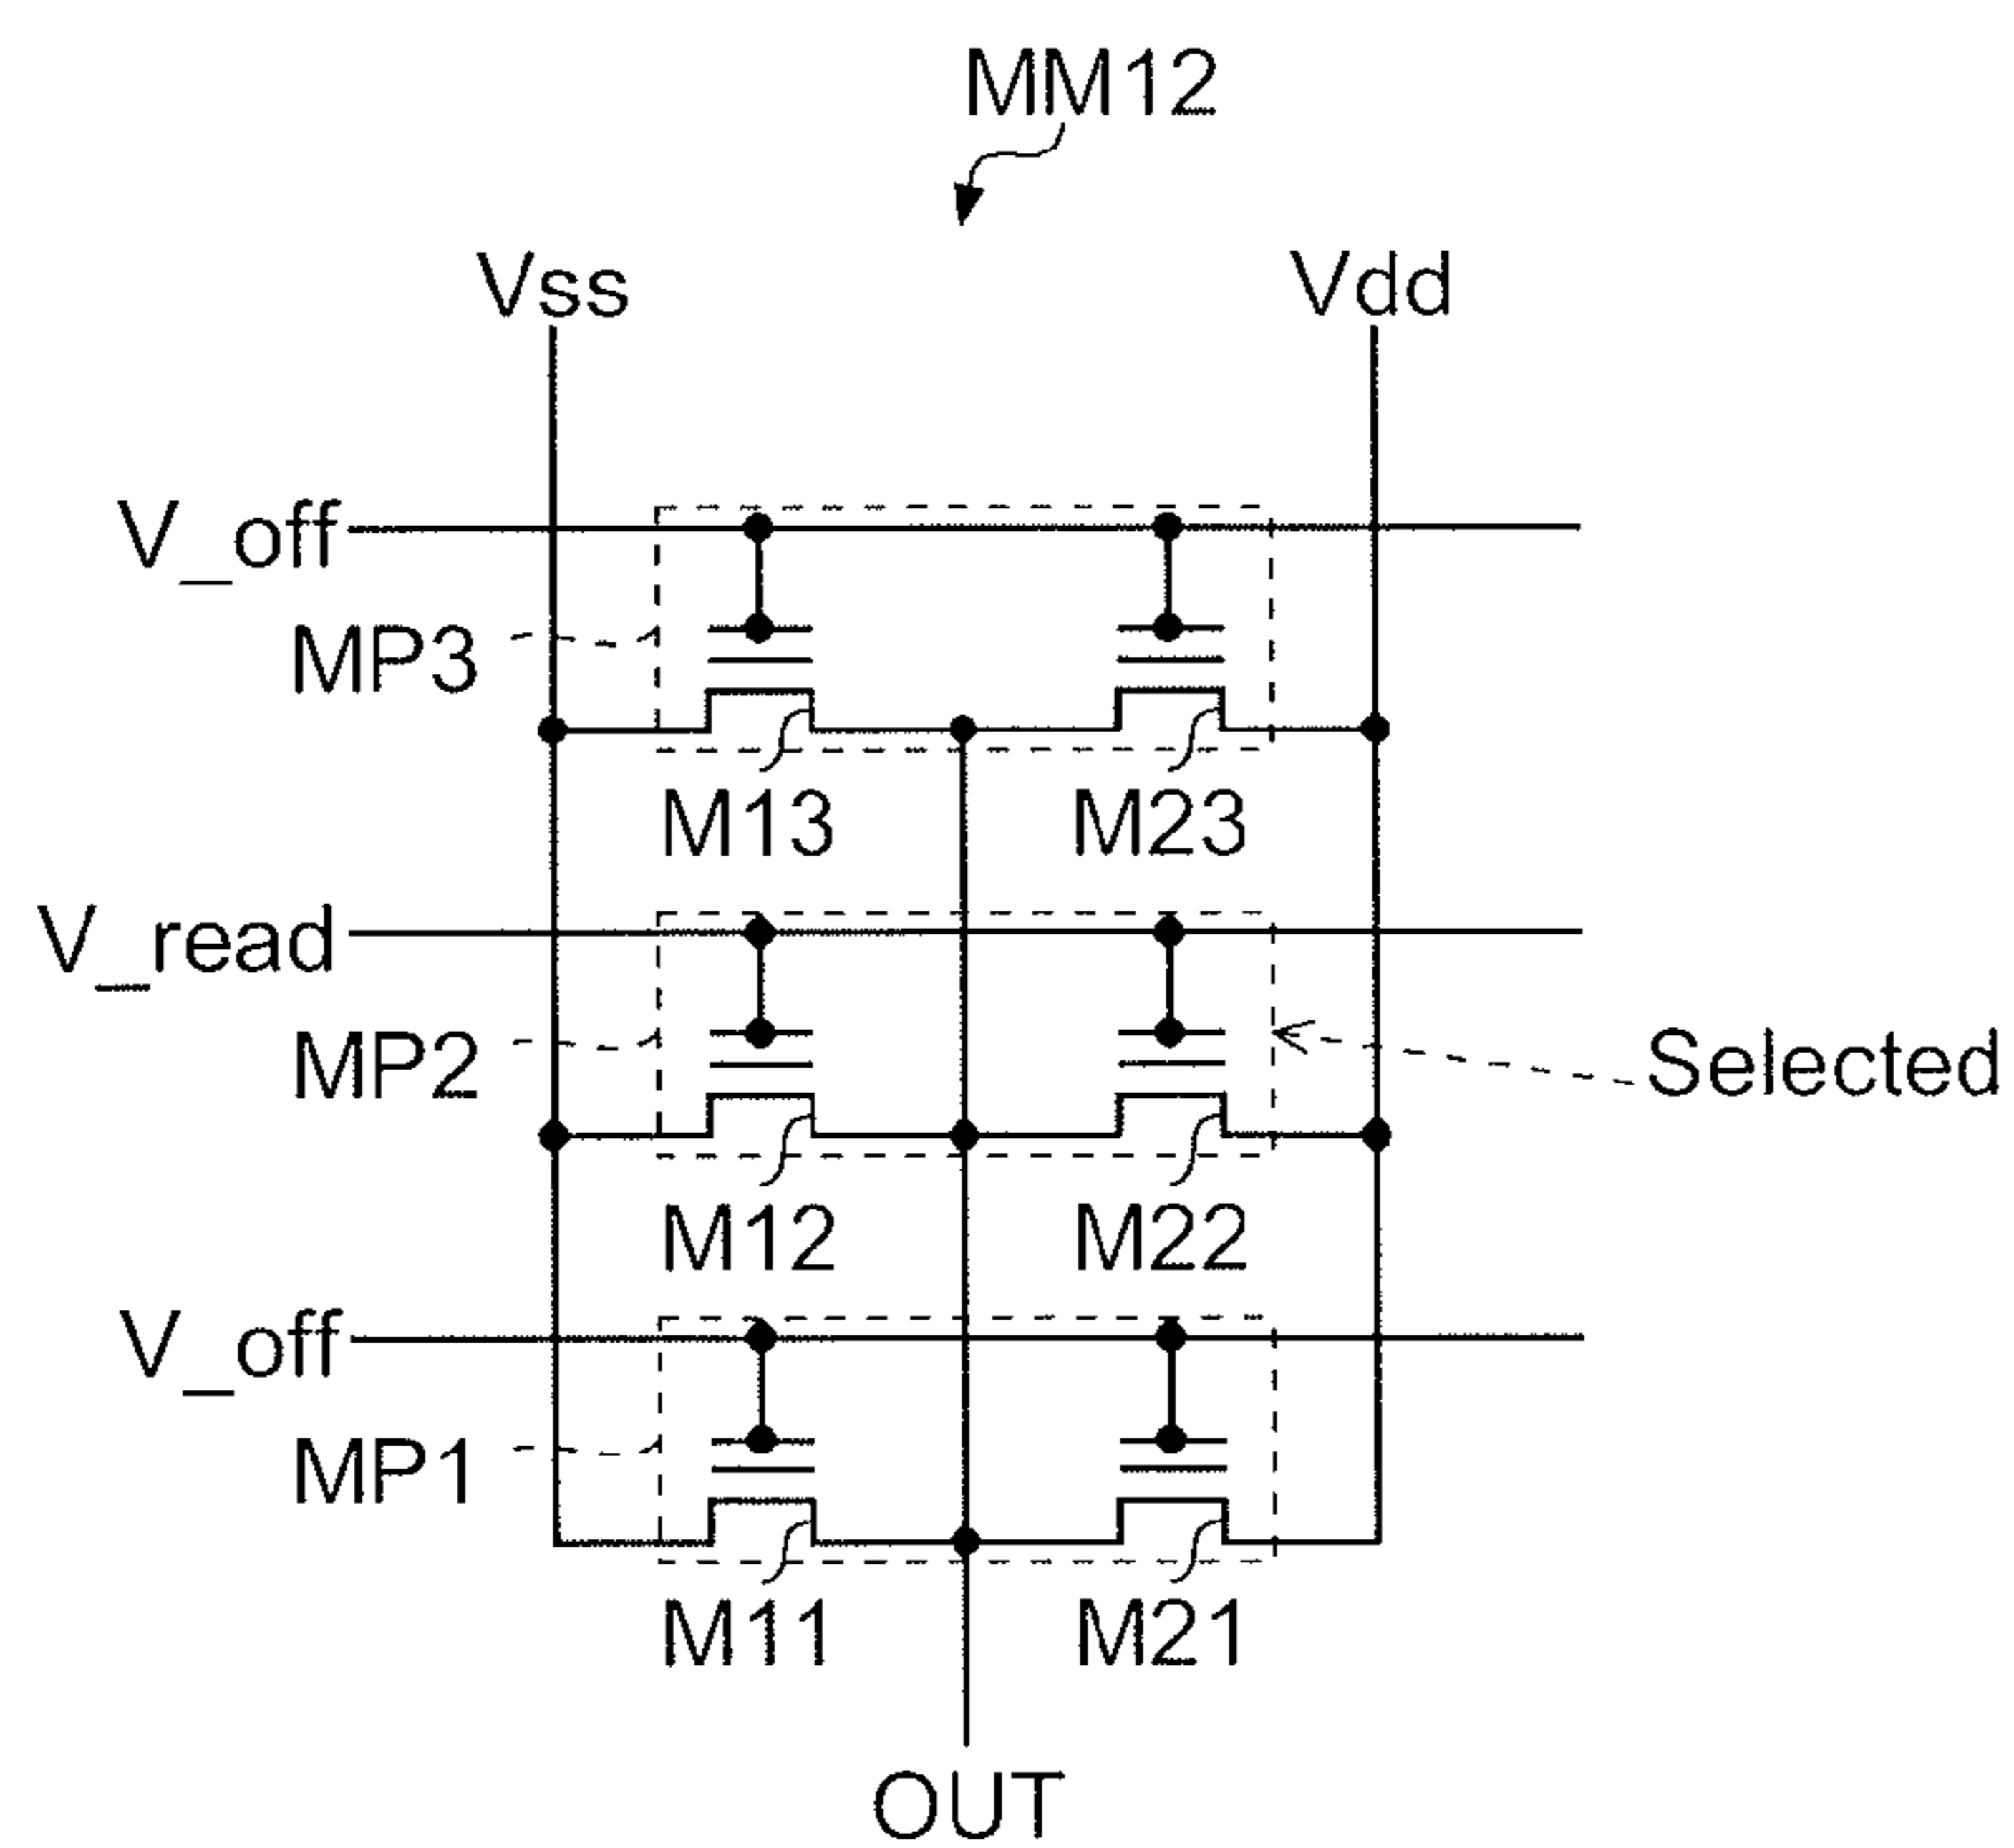 MM12
Vss Vdd
V_off
MP3
M13 M23
V_read
MP2 Selected
M12 M22
V_off
MP1
M11 M21
OUT